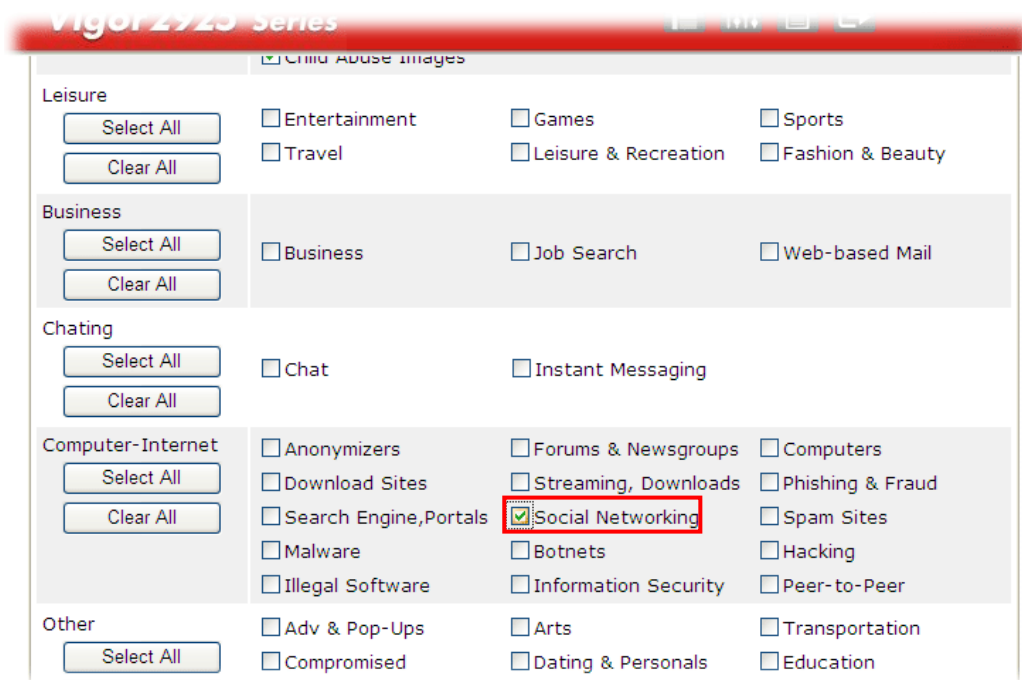 Vigor2925 Series
Child Abuse Images
Leisure
Select All
Clear All
Entertainment Games Sports
Travel Leisure & Recreation Fashion & Beauty
Business
Select All
Clear All
Business Job Search Web-based Mail
Chating
Select All
Clear All
Chat Instant Messaging
Computer-Internet
Select All
Clear All
Anonymizers Forums & Newsgroups Computers
Download Sites Streaming, Downloads Phishing & Fraud
Search Engine,Portals Social Networking Spam Sites
Malware Botnets Hacking
Illegal Software Information Security Peer-to-Peer
Other
Select All
Adv & Pop-Ups Arts Transportation
Compromised Dating & Personals Education